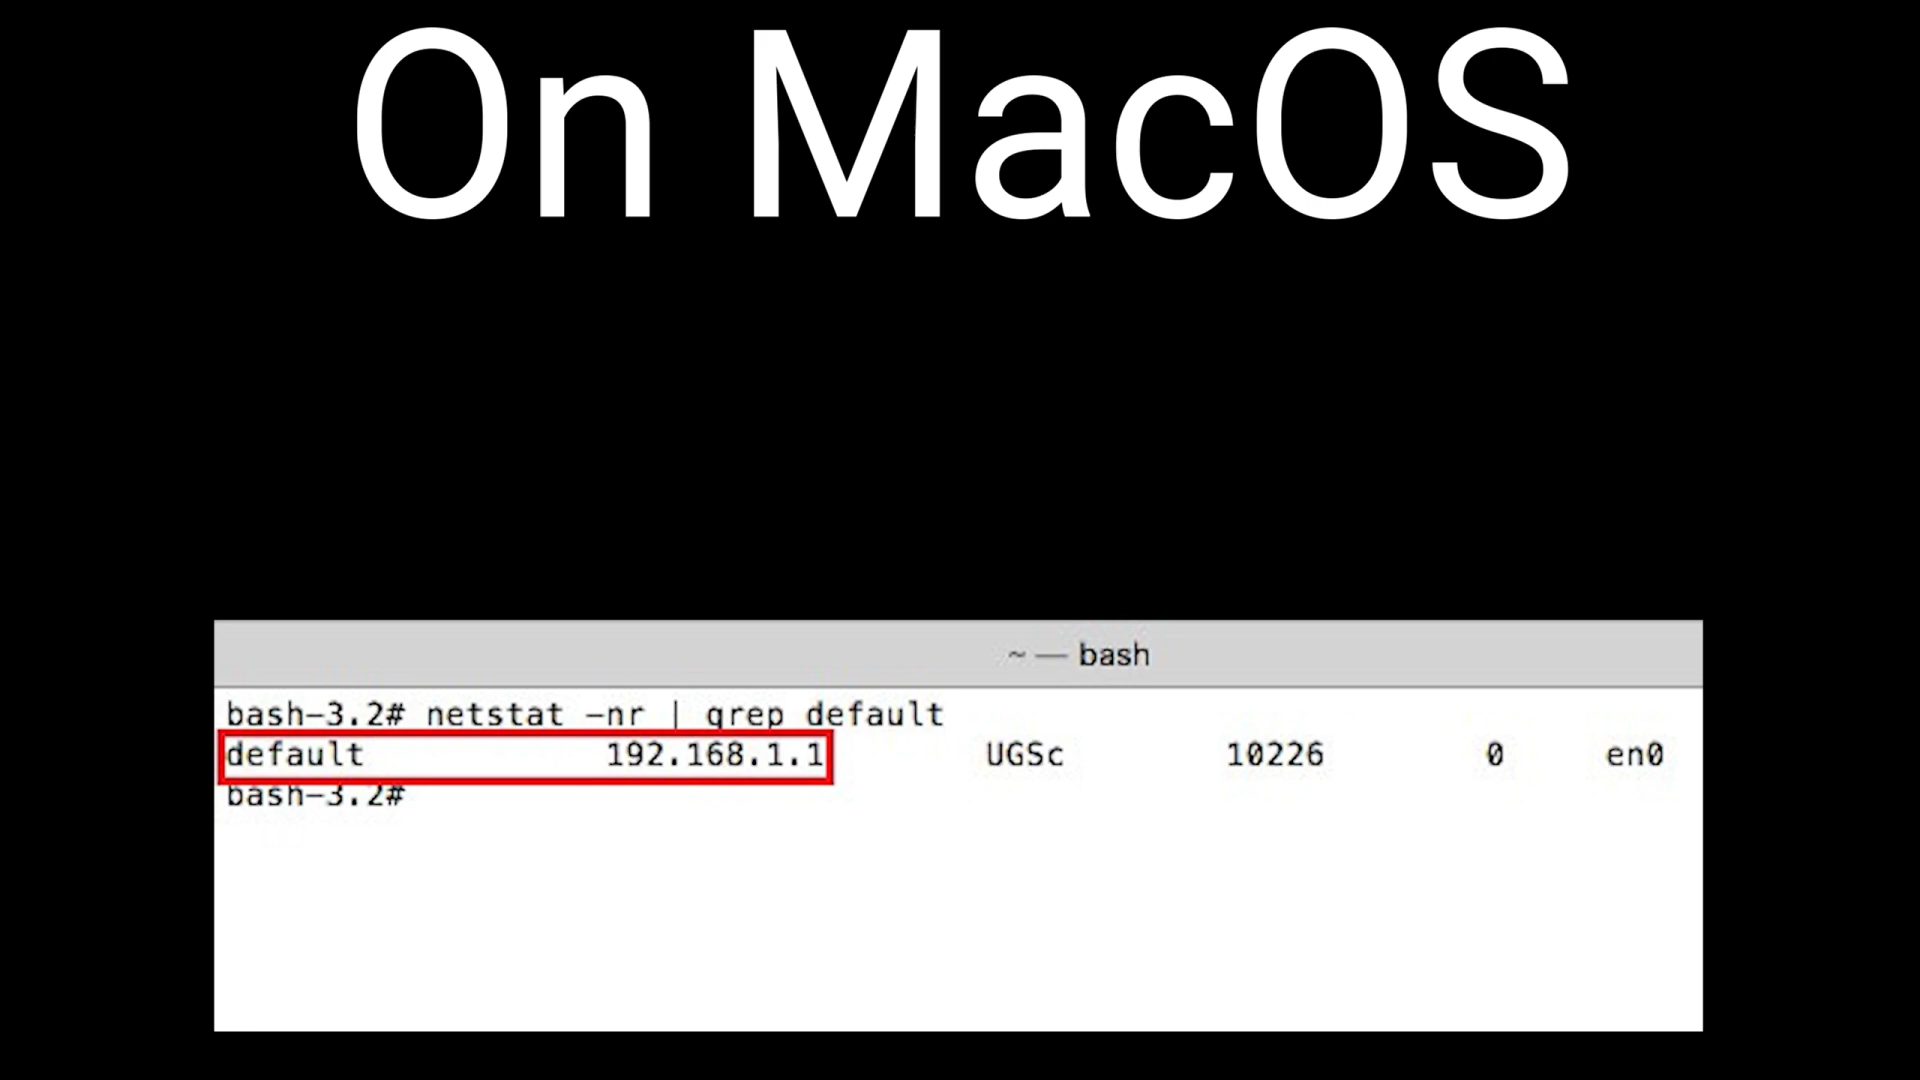 On MacOS
~ — bash
bash-3.2# netstat -nr | grep default
default 192.168.1.1 UGSc 10226 0 en0
bash-3.2#